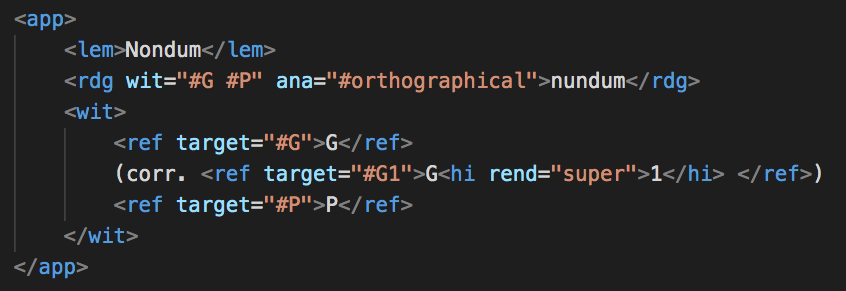 <app>
<lem>Nondum</lem>
<rdg wit="#G #P" ana="#orthographical">nundum</rdg>
<wit>
<ref target="#G">G</ref>
(corr. <ref target="#G1">G<hi rend="super">1</hi> </ref>)
<ref target="#P">P</ref>
</wit>
</app>